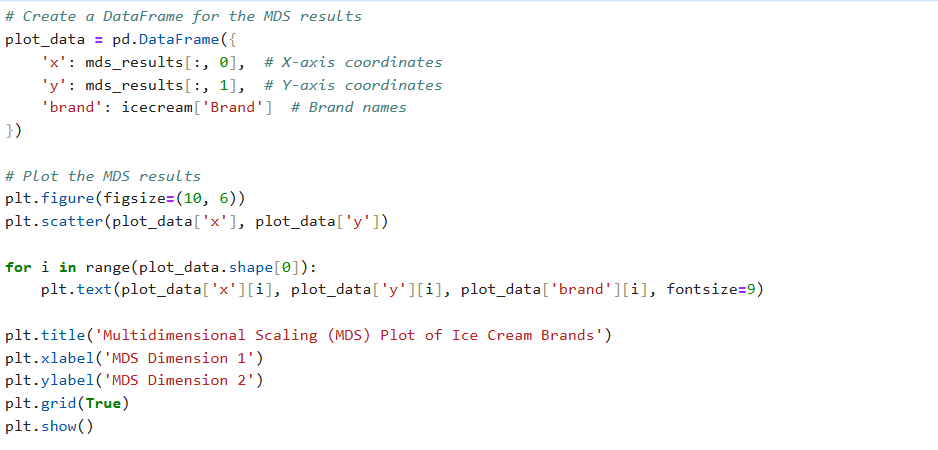 # Create a DataFrame for the MDS results
plot_data = pd.DataFrame({
    'x': mds_results[:, 0],  # X-axis coordinates
    'y': mds_results[:, 1],  # Y-axis coordinates
    'brand': icecream['Brand']  # Brand names
})

# Plot the MDS results
plt.figure(figsize=(10, 6))
plt.scatter(plot_data['x'], plot_data['y'])

for i in range(plot_data.shape[0]):
    plt.text(plot_data['x'][i], plot_data['y'][i], plot_data['brand'][i], fontsize=9)

plt.title('Multidimensional Scaling (MDS) Plot of Ice Cream Brands')
plt.xlabel('MDS Dimension 1')
plt.ylabel('MDS Dimension 2')
plt.grid(True)
plt.show()